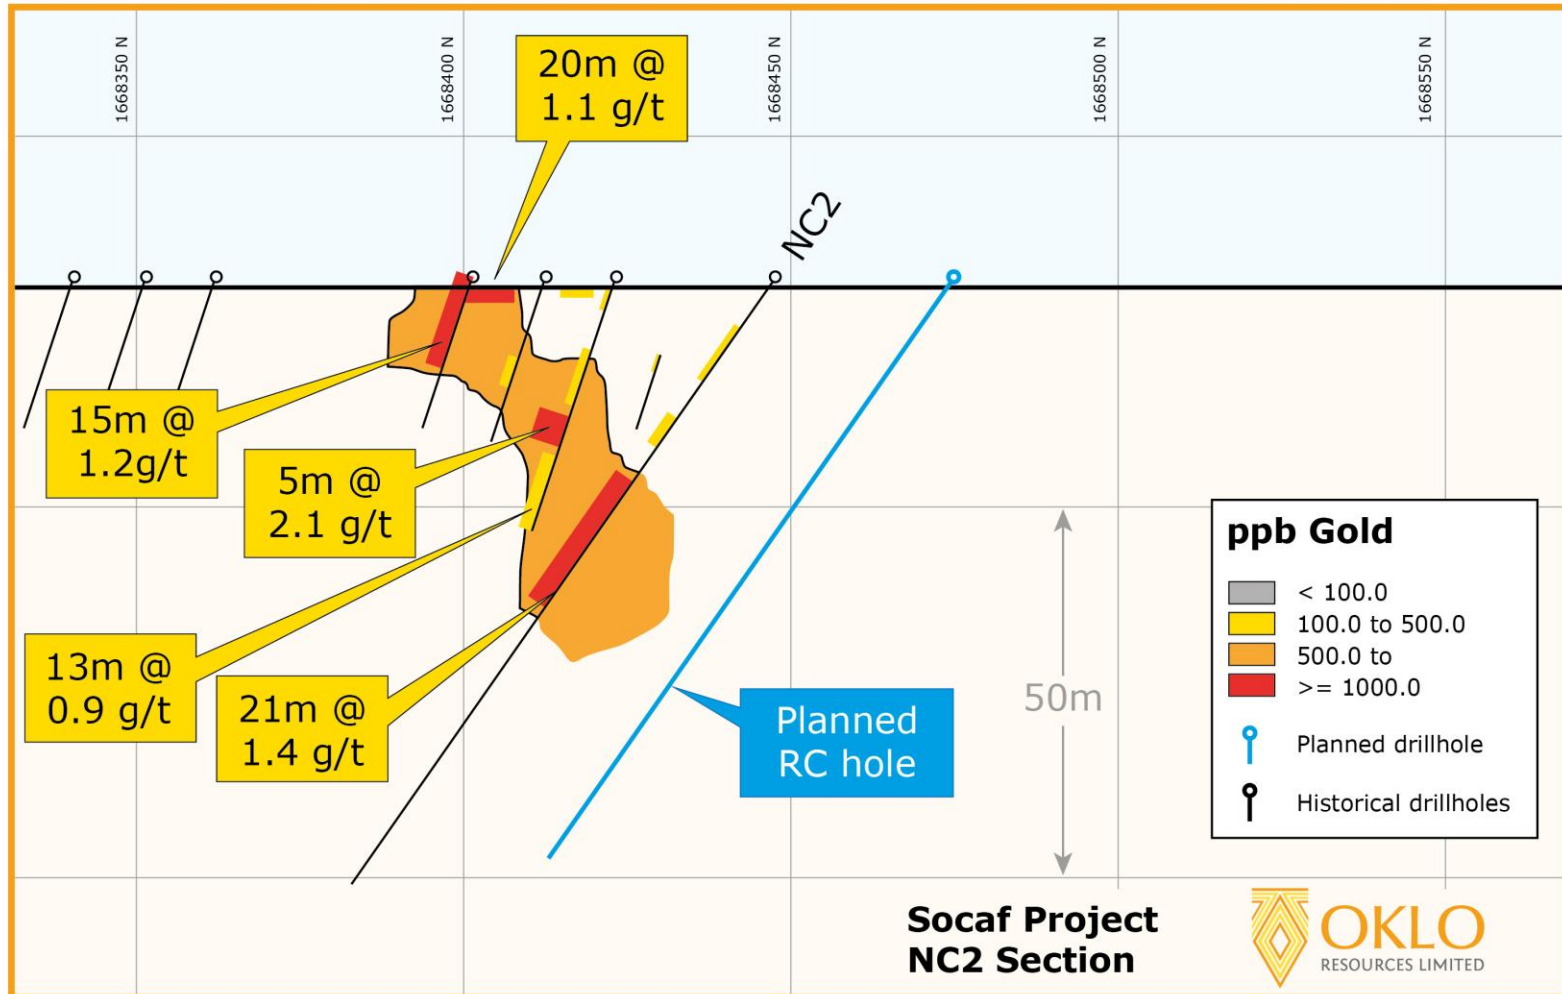 1668350 N
1668400 N
1668450 N
1668500 N
1668550 N
20m @
1.1 g/t
NC2
15m @
1.2g/t
5m @
2.1 g/t
13m @
0.9 g/t
21m @
1.4 g/t
Planned
RC hole
50m
ppb Gold
< 100.0
100.0 to 500.0
500.0 to
>= 1000.0
Planned drillhole
Historical drillholes
Socaf Project
NC2 Section
OKLO
RESOURCES LIMITED